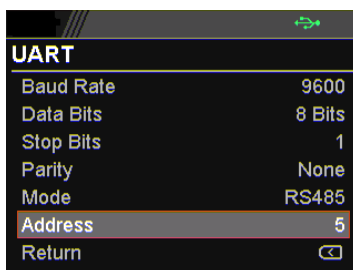 UART
Baud Rate 9600
Data Bits 8 Bits
Stop Bits 1
Parity None
Mode RS485
Address 5
Return